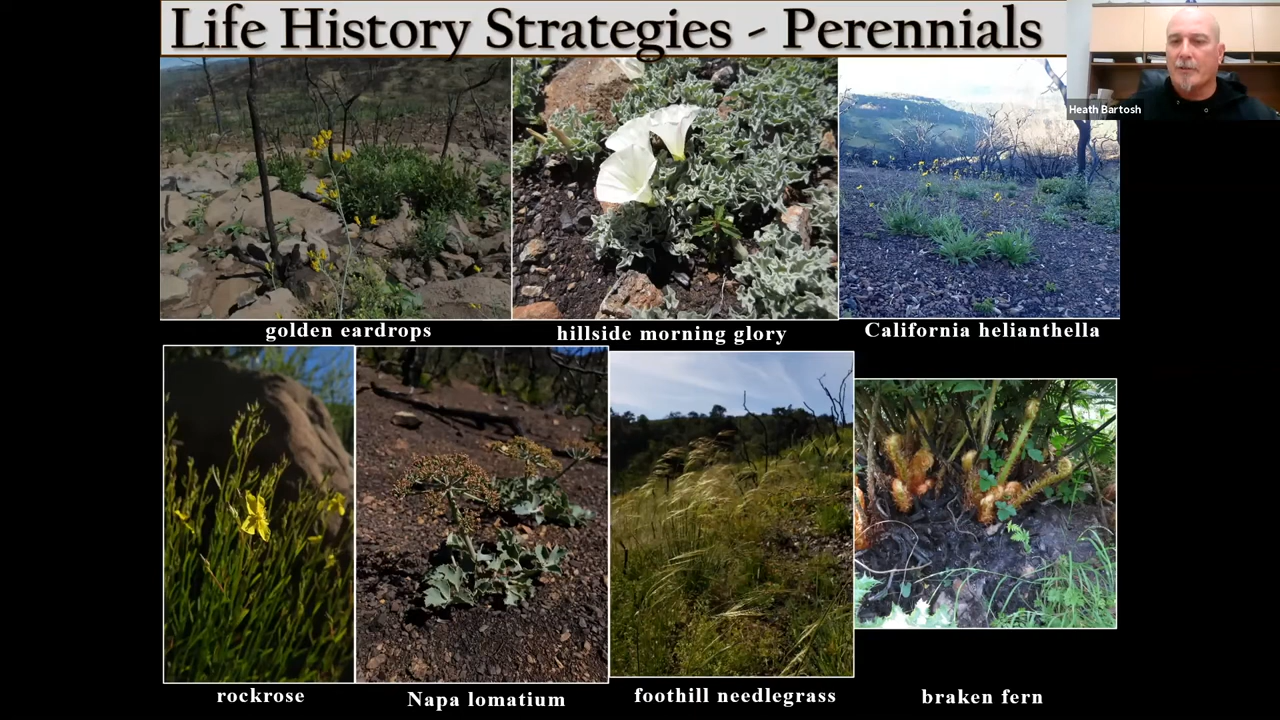 Life History Strategies - Perennials
Heath Bartosh
golden eardrops
hillside morning glory
California helianthella
rockrose
Napa lomatium
foothill needlegrass
braken fern